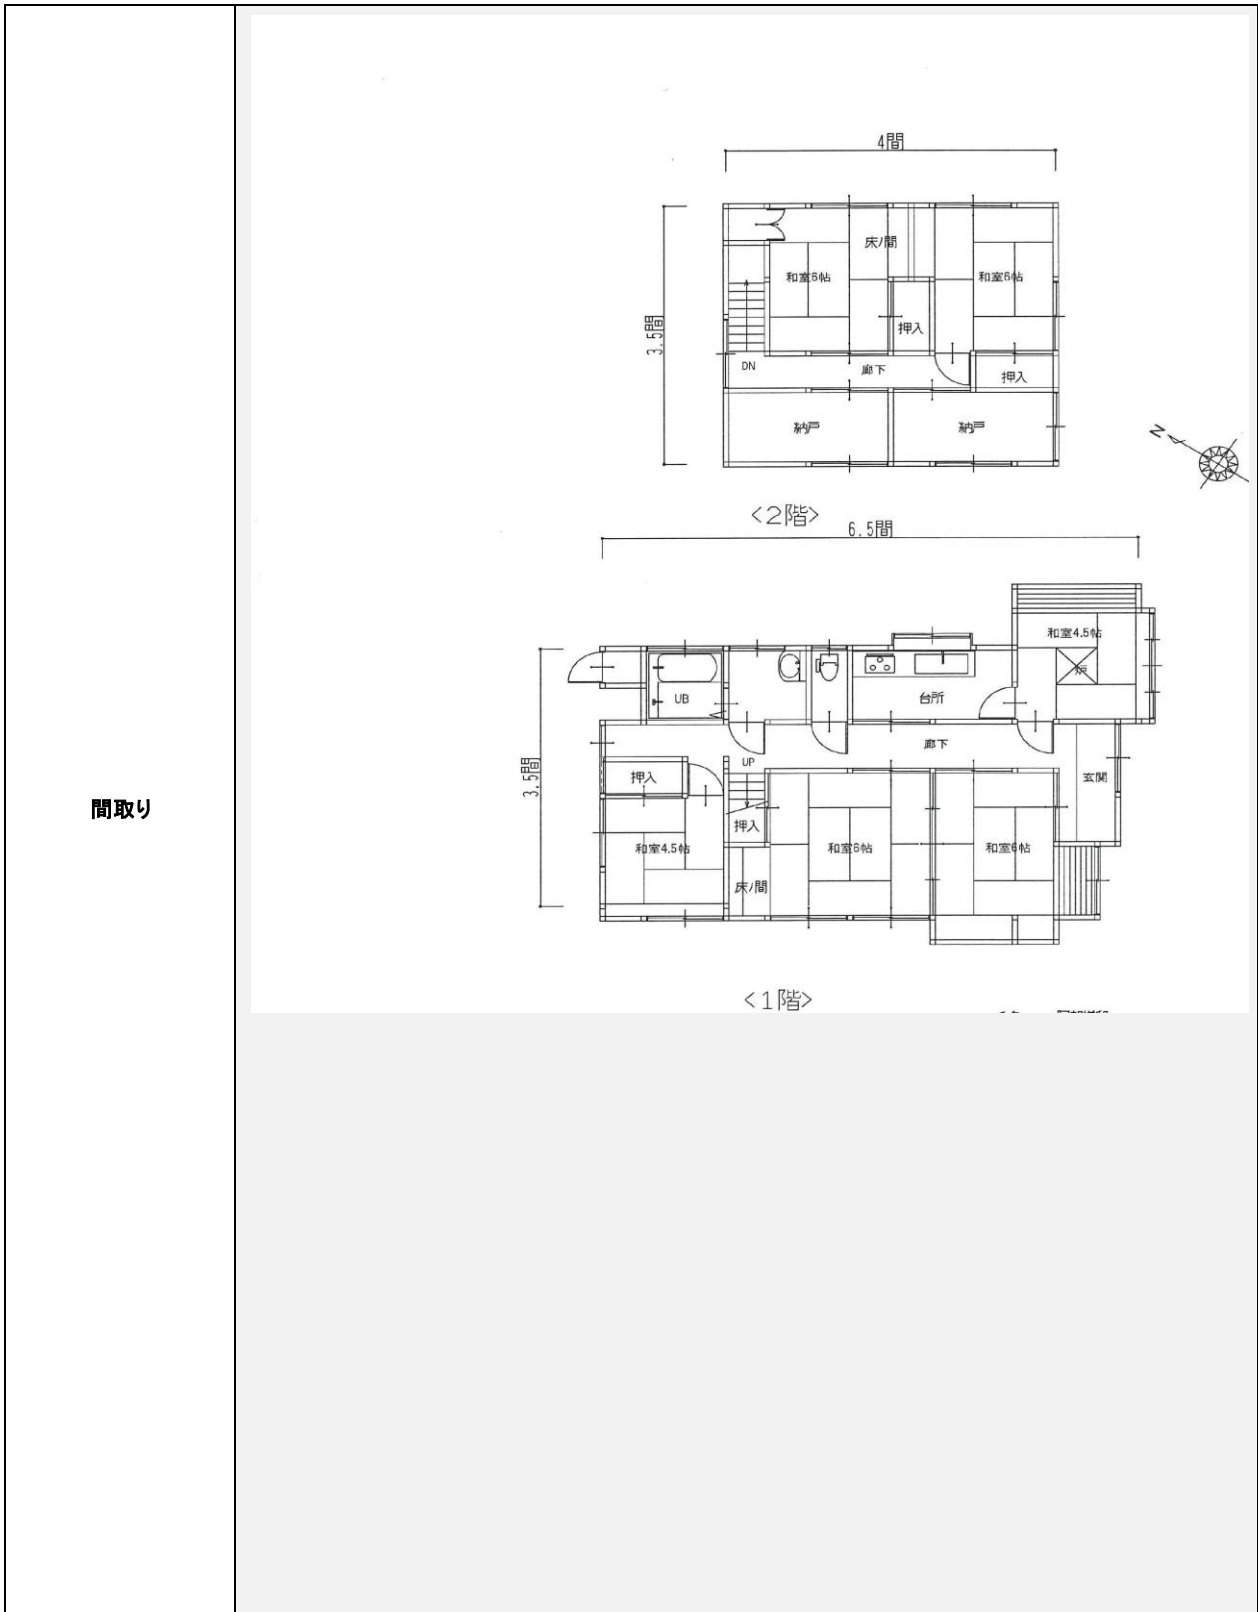 間取り
4間
3.5間
床ノ間
和室6帖
和室6帖
押入
DN
廊下
押入
納戸
納戸
N
<2階>
6.5間
和室4.5帖
炉
UB
台所
廊下
UP
3.5間
押入
玄関
押入
和室4.5帖
和室6帖
和室6帖
床ノ間
<1階>